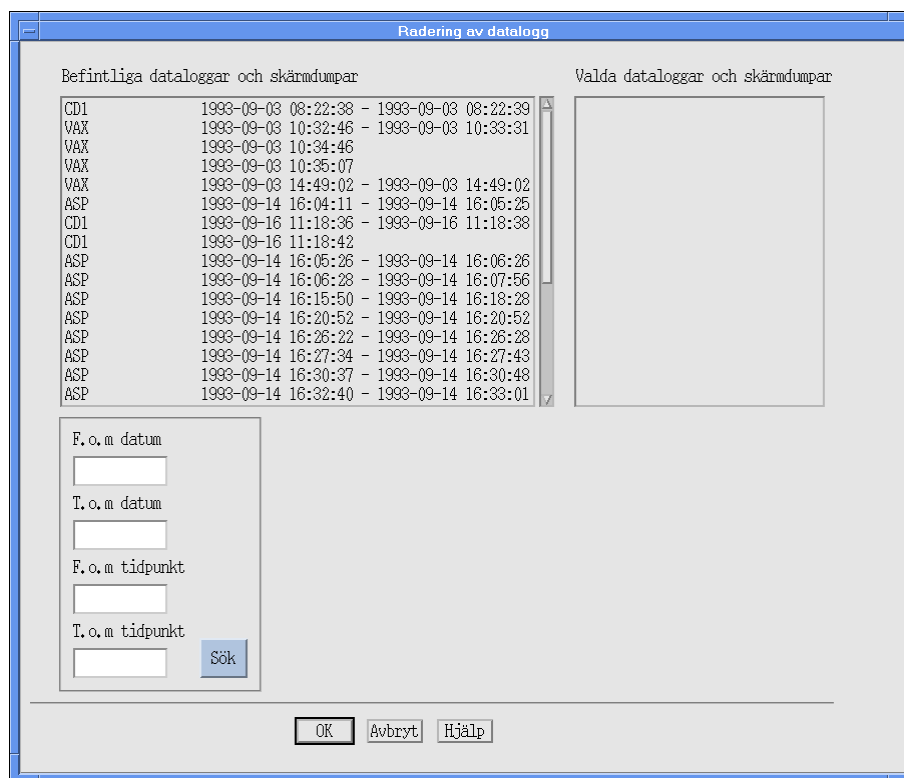 Radering av datalogg
Befintliga dataloggar och skärmdumpar
Valda dataloggar och skärmdumpar
CD1 1993-09-03 08:22:38 - 1993-09-03 08:22:39
VAX 1993-09-03 10:32:46 - 1993-09-03 10:33:31
VAX 1993-09-03 10:34:46
VAX 1993-09-03 10:35:07
VAX 1993-09-03 14:49:02 - 1993-09-03 14:49:02
ASP 1993-09-14 16:04:11 - 1993-09-14 16:05:25
CD1 1993-09-16 11:18:36 - 1993-09-16 11:18:38
CD1 1993-09-16 11:18:42
ASP 1993-09-14 16:05:26 - 1993-09-14 16:06:26
ASP 1993-09-14 16:06:28 - 1993-09-14 16:07:56
ASP 1993-09-14 16:15:50 - 1993-09-14 16:18:28
ASP 1993-09-14 16:20:52 - 1993-09-14 16:20:52
ASP 1993-09-14 16:26:22 - 1993-09-14 16:26:28
ASP 1993-09-14 16:27:34 - 1993-09-14 16:27:43
ASP 1993-09-14 16:30:37 - 1993-09-14 16:30:48
ASP 1993-09-14 16:32:40 - 1993-09-14 16:33:01
F.o.m datum
T.o.m datum
F.o.m tidpunkt
T.o.m tidpunkt
Sök
OK Avbryt Hjälp